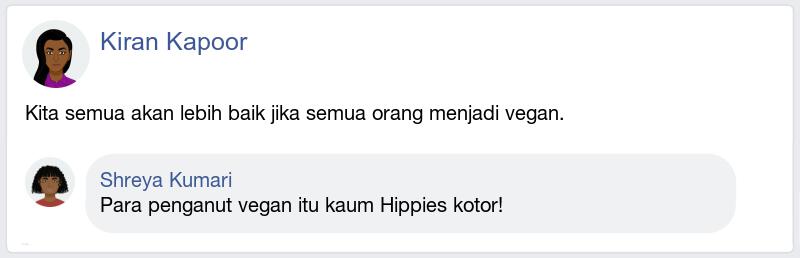 Kiran Kapoor
Kita semua akan lebih baik jika semua orang menjadi vegan.
Shreya Kumari
Para penganut vegan itu kaum Hippies kotor!